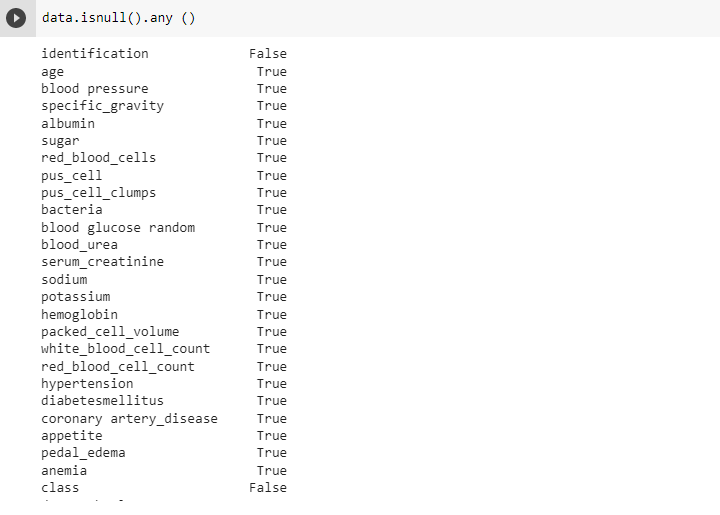 data.isnull().any ()
identification False
age True
blood pressure True
specific_gravity True
albumin True
sugar True
red_blood_cells True
pus_cell True
pus_cell_clumps True
bacteria True
blood glucose random True
blood_urea True
serum_creatinine True
sodium True
potassium True
hemoglobin True
packed_cell_volume True
white_blood_cell_count True
red_blood_cell_count True
hypertension True
diabetesmellitus True
coronary artery_disease True
appetite True
pedal_edema True
anemia True
class False